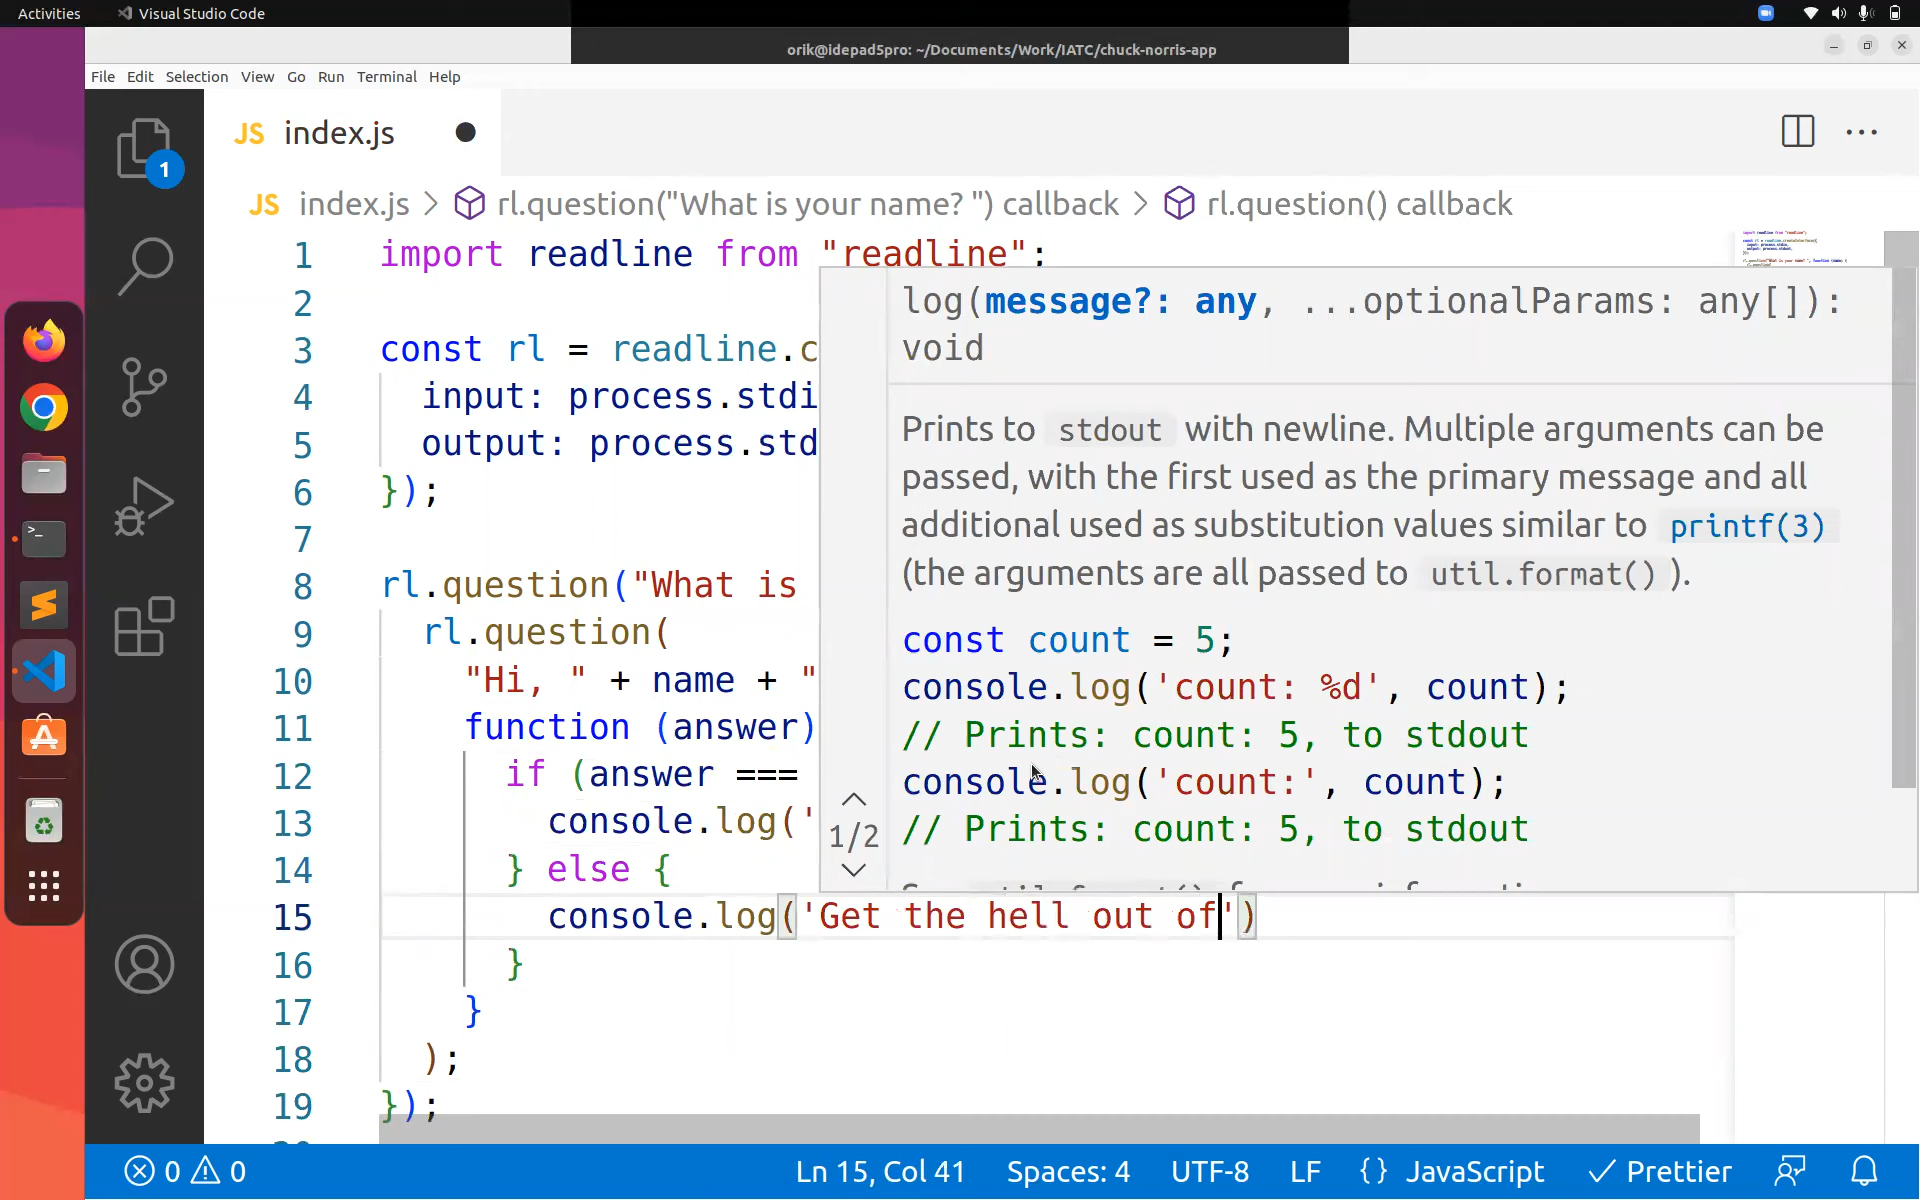 Activities Visual Studio Code
orik@idepad5pro: ~/Documents/Work/IATC/chuck-norris-app
File Edit Selection View Go Run Terminal Help
1
JS index.js
JS index.js > rl.question("What is your name? ") callback > rl.question() callback
1 import readline from "readline";
2
3 const rl = readline.c
4 input: process.stdi
5 output: process.std
6 });
7
8 rl.question("What is
9 rl.question(
10 "Hi, " + name + "
11 function (answer)
12 if (answer ===
13 console.log('
14 } else {
15 console.log('Get the hell out of')
16 }
17 }
18 );
19 });
log(message?: any, ...optionalParams: any[]):
void
Prints to stdout with newline. Multiple arguments can be
passed, with the first used as the primary message and all
additional used as substitution values similar to printf(3)
(the arguments are all passed to util.format() ).
const count = 5;
console.log('count: %d', count);
// Prints: count: 5, to stdout
console.log('count:', count);
// Prints: count: 5, to stdout
1/2
0 0 Ln 15, Col 41 Spaces: 4 UTF-8 LF {} JavaScript Prettier